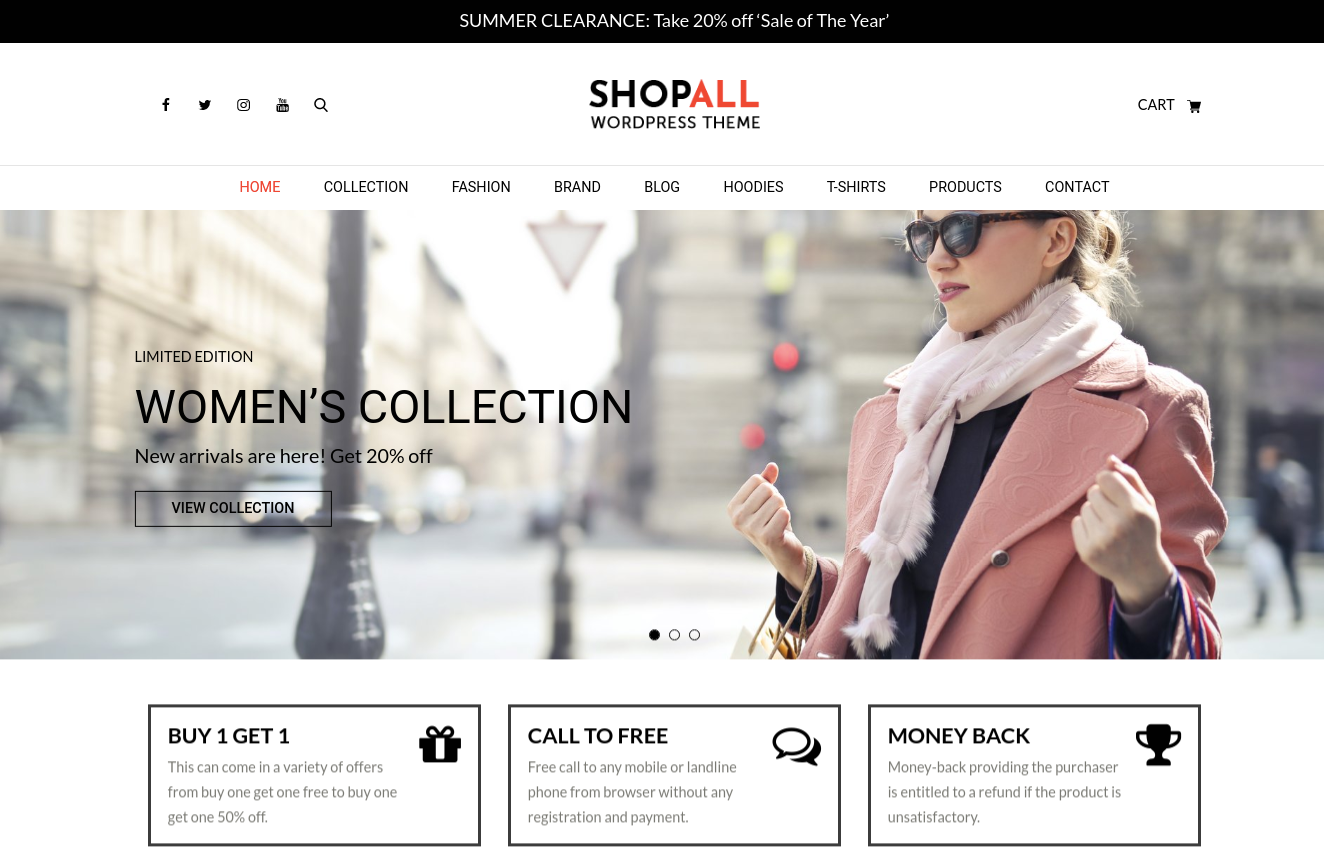 SUMMER CLEARANCE: Take 20% off ‘Sale of The Year’
SHOPALL
WORDPRESS THEME
CART
HOME COLLECTION FASHION BRAND BLOG HOODIES T-SHIRTS PRODUCTS CONTACT
LIMITED EDITION
WOMEN’S COLLECTION
New arrivals are here! Get 20% off
VIEW COLLECTION
BUY 1 GET 1
This can come in a variety of offers
from buy one get one free to buy one
get one 50% off.
CALL TO FREE
Free call to any mobile or landline
phone from browser without any
registration and payment.
MONEY BACK
Money-back providing the purchaser
is entitled to a refund if the product is
unsatisfactory.